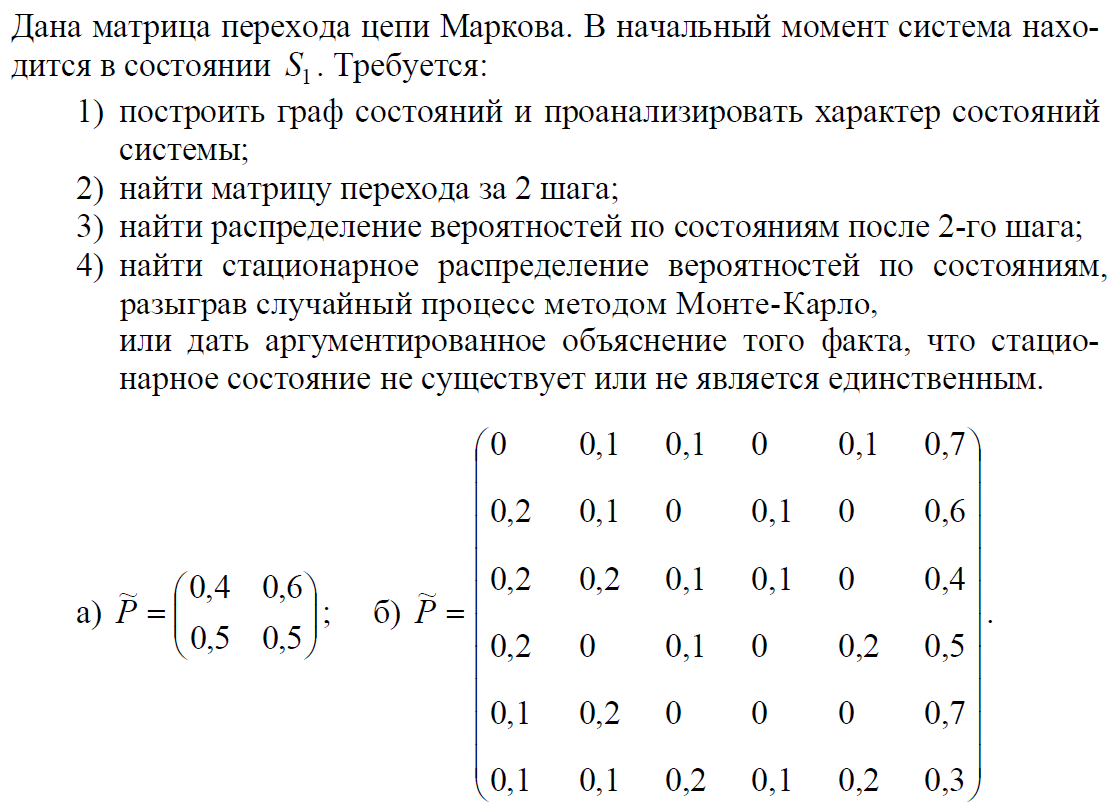 Дана матрица перехода цепи Маркова. В начальный момент система нахо-
дится в состоянии S₁. Требуется:
1) построить граф состояний и проанализировать характер состояний
системы;
2) найти матрицу перехода за 2 шага;
3) найти распределение вероятностей по состояниям после 2-го шага;
4) найти стационарное распределение вероятностей по состояниям,
разыграв случайный процесс методом Монте-Карло,
или дать аргументированное объяснение того факта, что стацио-
нарное состояние не существует или не является единственным.
0 0,1 0,1 0 0,1 0,7
0,2 0,1 0 0,1 0 0,6
0,2 0,2 0,1 0,1 0 0,4
0,2 0 0,1 0 0,2 0,5
0,1 0,2 0 0 0 0,7
0,1 0,1 0,2 0,1 0,2 0,3
а) P̃ = (0,4 0,6
0,5 0,5); б) P̃ = .